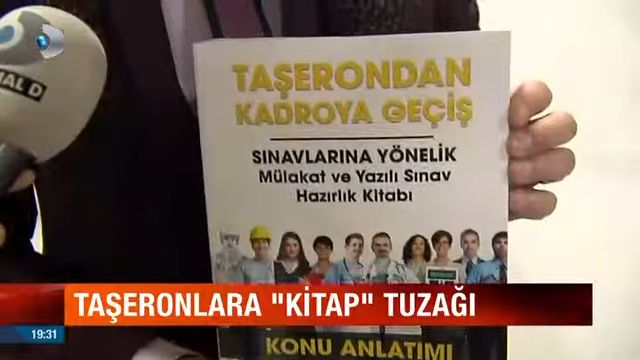 NAL D
TAŞERONDAN
KADROYA GEÇİŞ
SINAVLARINA YÖNELİK
Mülakat ve Yazılı Sınav
Hazırlık Kitabı
TAŞERONLARA "KİTAP" TUZAĞI
19:31
KONU ANLATIMI